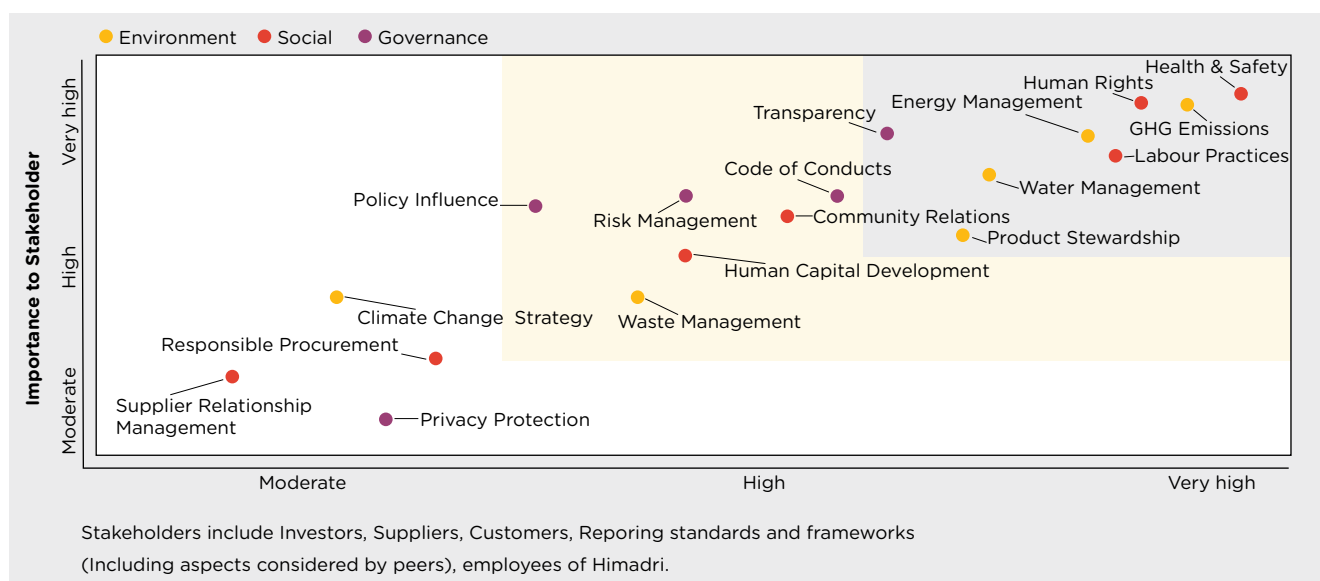 Environment Social Governance
Health & Safety
Human Rights
Energy Management
Transparency
GHG Emissions
Labour Practices
Code of Conducts
Water Management
Policy Influence
Risk Management
Community Relations
Product Stewardship
Human Capital Development
Climate Change Strategy
Waste Management
Responsible Procurement
Supplier Relationship
Management
Privacy Protection
Importance to Stakeholder
Very high
High
Moderate
Moderate High Very high
Stakeholders include Investors, Suppliers, Customers, Reporing standards and frameworks
(Including aspects considered by peers), employees of Himadri.